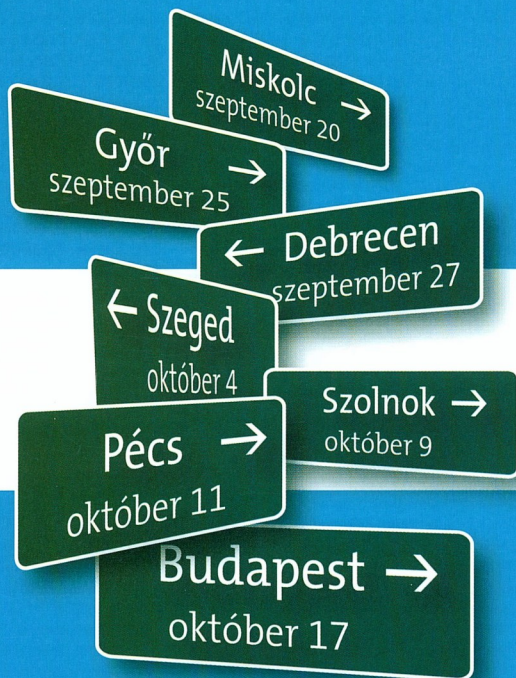 Miskolc →
szeptember 20
Győr →
szeptember 25
← Debrecen
szeptember 27
← Szeged
október 4
Szolnok →
október 9
Pécs →
október 11
Budapest →
október 17